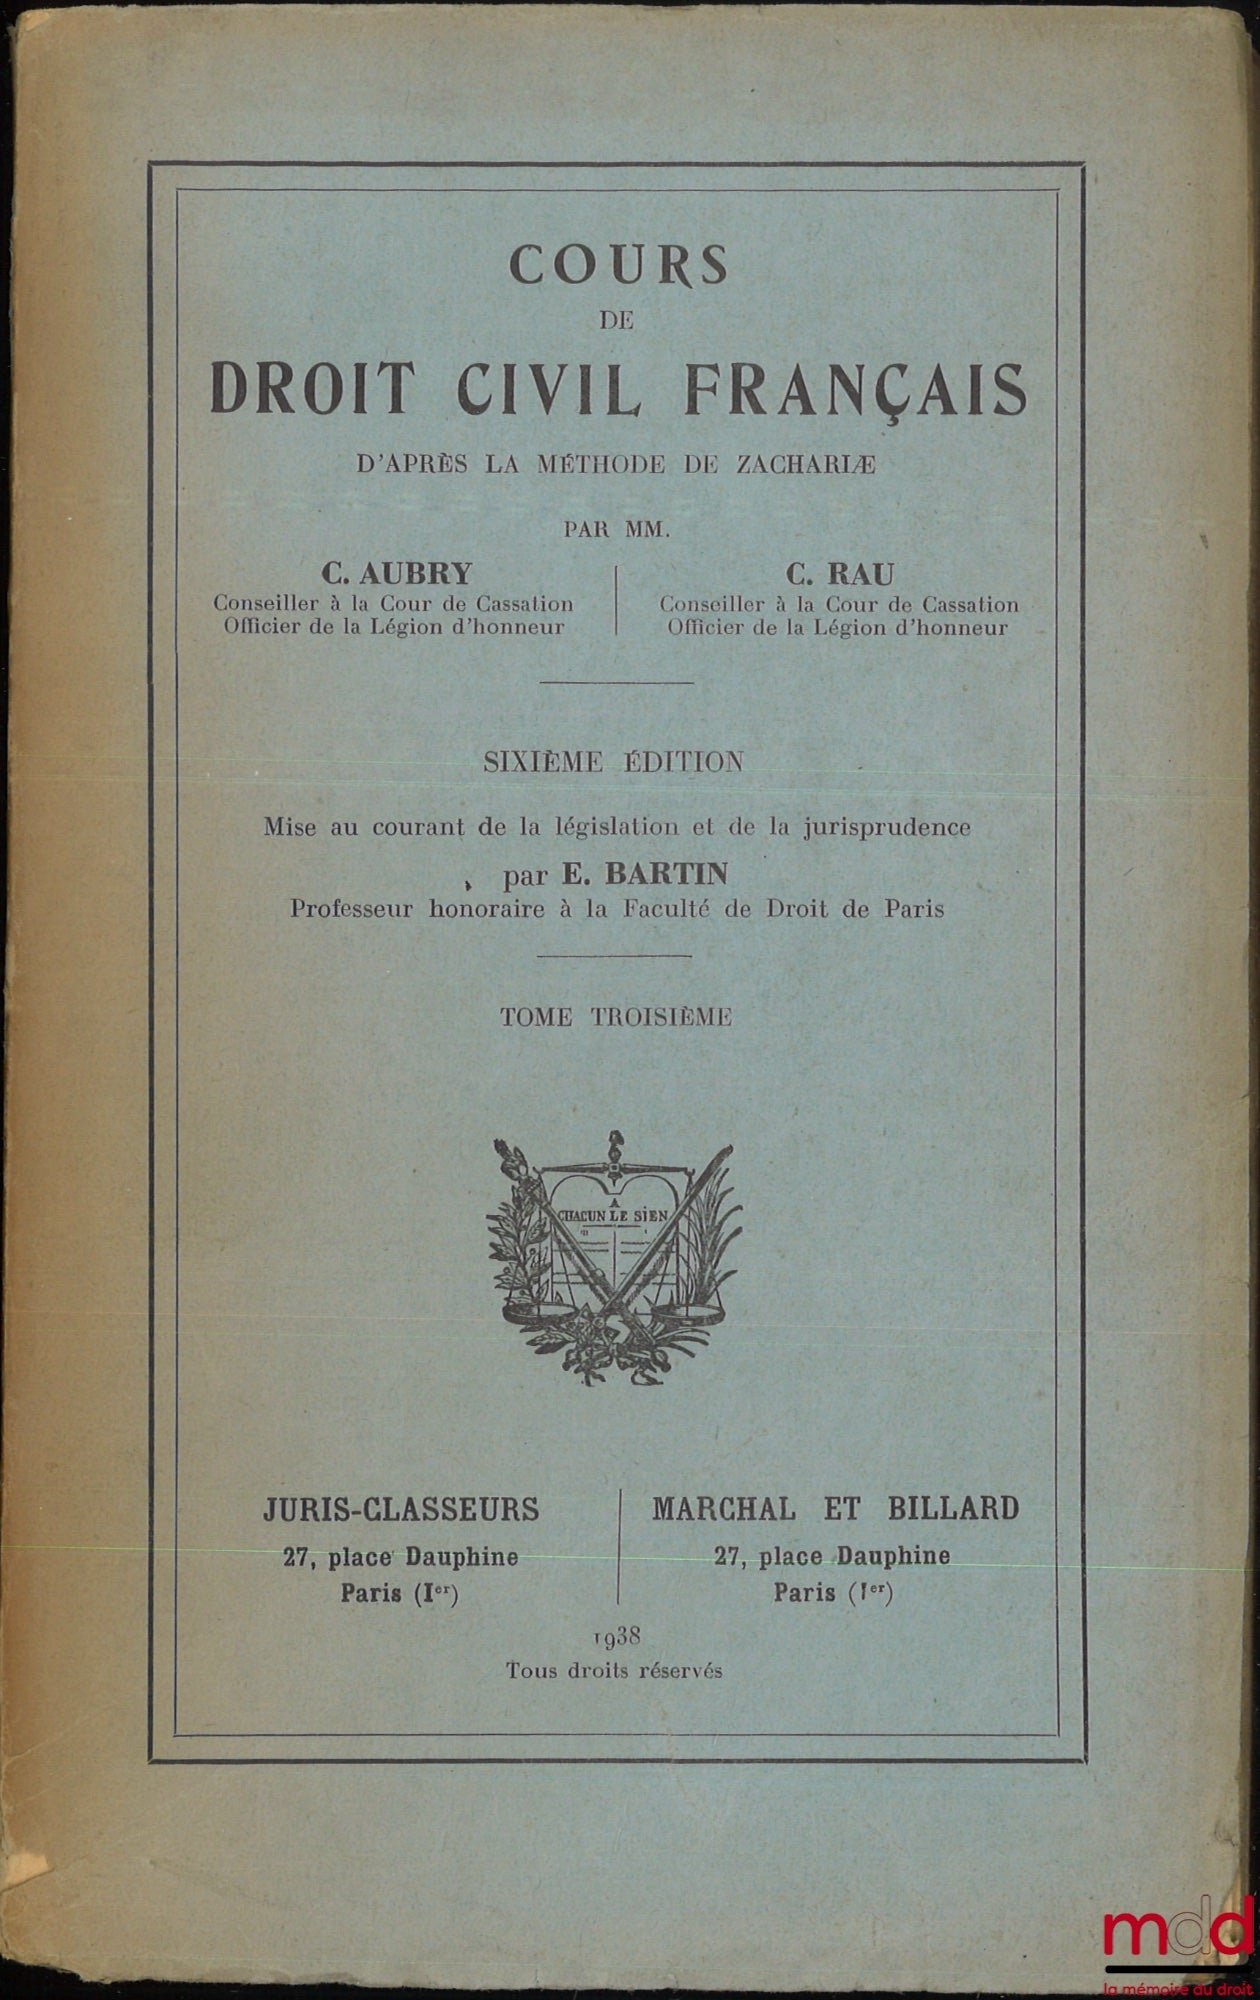 COURS
DE
DROIT CIVIL FRANÇAIS
D'APRÈS LA MÉTHODE DE ZACHARIÆ
PAR MM.
C. AUBRY
Conseiller à la Cour de Cassation
Officier de la Légion d'honneur
C. RAU
Conseiller à la Cour de Cassation
Officier de la Légion d'honneur
SIXIÈME ÉDITION
Mise au courant de la législation et de la jurisprudence
par E. BARTIN
Professeur honoraire à la Faculté de Droit de Paris
TOME TROISIÈME
A
CHACUN LE SIEN
JURIS-CLASSEURS
27, place Dauphine
Paris (Ier)
MARCHAL ET BILLARD
27, place Dauphine
Paris (Ier)
1938
Tous droits réservés
mdd
la mémoire du droit